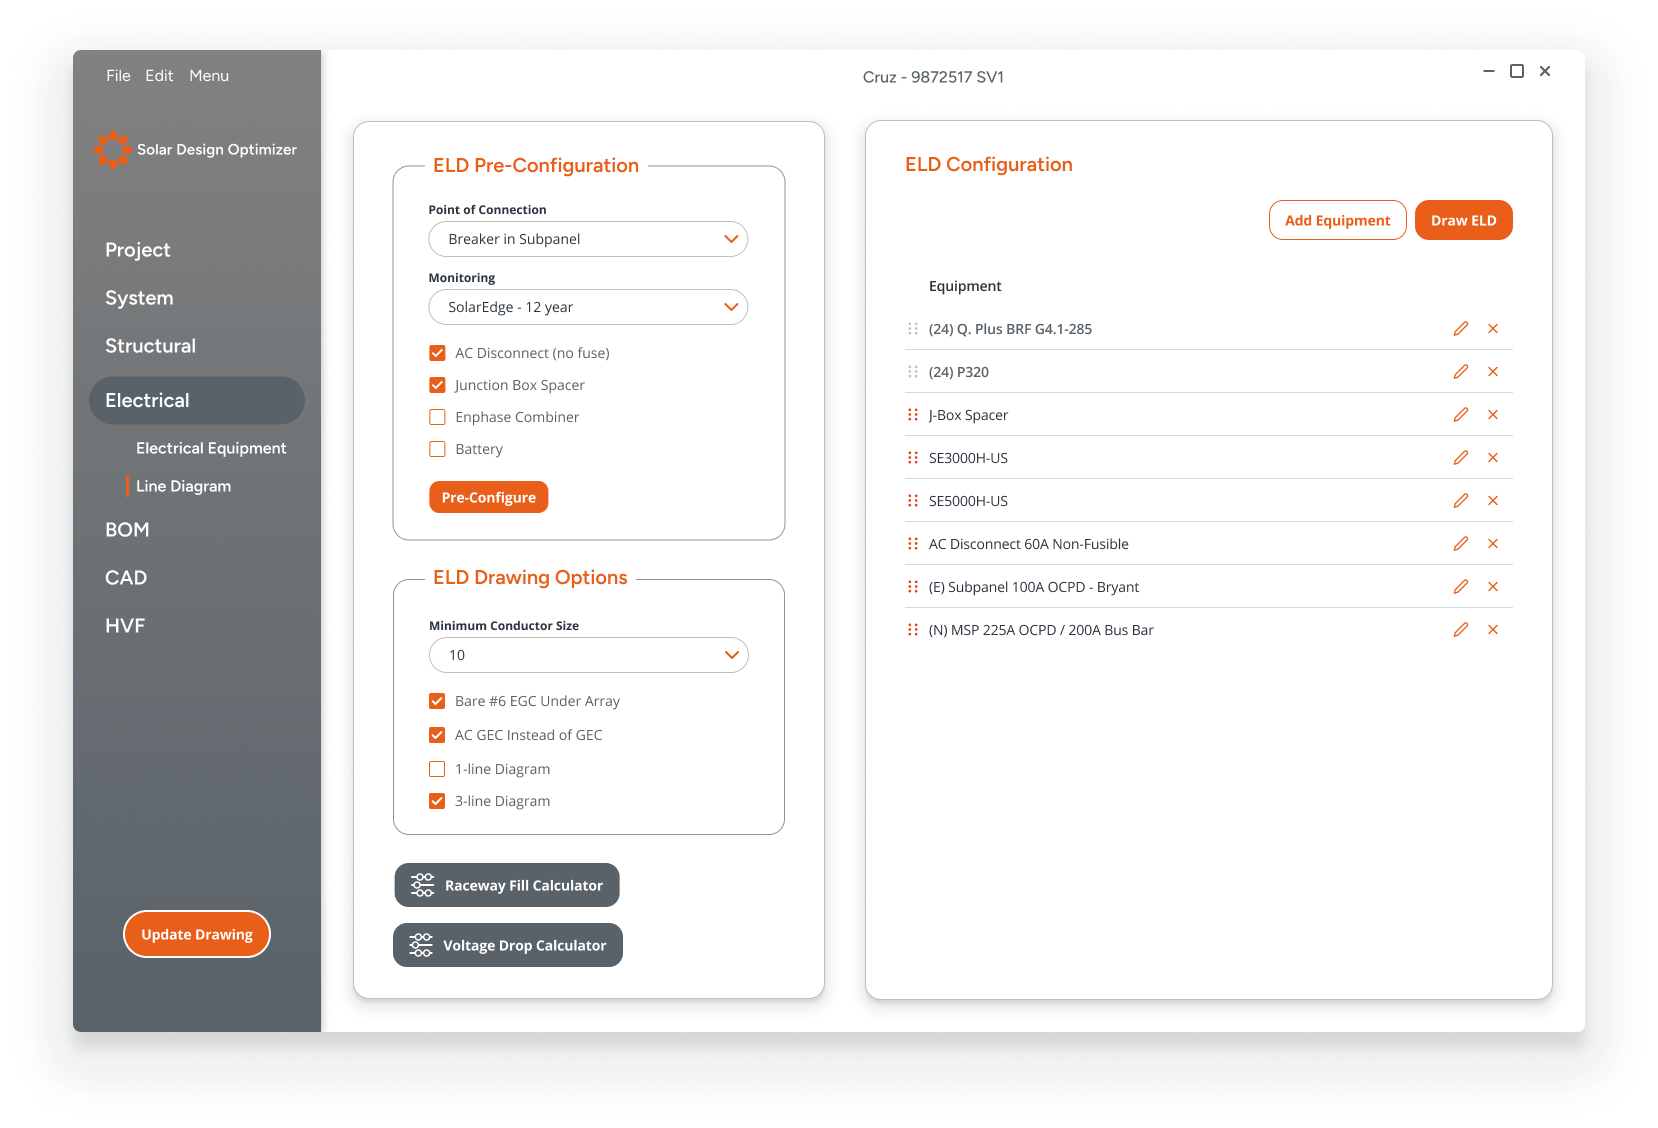 File Edit Menu
Cruz - 9872517 SV1
Solar Design Optimizer
Project
System
Structural
Electrical
Electrical Equipment
Line Diagram
BOM
CAD
HVF
Update Drawing
ELD Pre-Configuration
Point of Connection
Breaker in Subpanel
Monitoring
SolarEdge - 12 year
AC Disconnect (no fuse)
Junction Box Spacer
Enphase Combiner
Battery
Pre-Configure
ELD Drawing Options
Minimum Conductor Size
10
Bare #6 EGC Under Array
AC GEC Instead of GEC
1-line Diagram
3-line Diagram
Raceway Fill Calculator
Voltage Drop Calculator
ELD Configuration
Add Equipment
Draw ELD
Equipment
(24) Q. Plus BRF G4.1-285
(24) P320
J-Box Spacer
SE3000H-US
SE5000H-US
AC Disconnect 60A Non-Fusible
(E) Subpanel 100A OCPD - Bryant
(N) MSP 225A OCPD / 200A Bus Bar